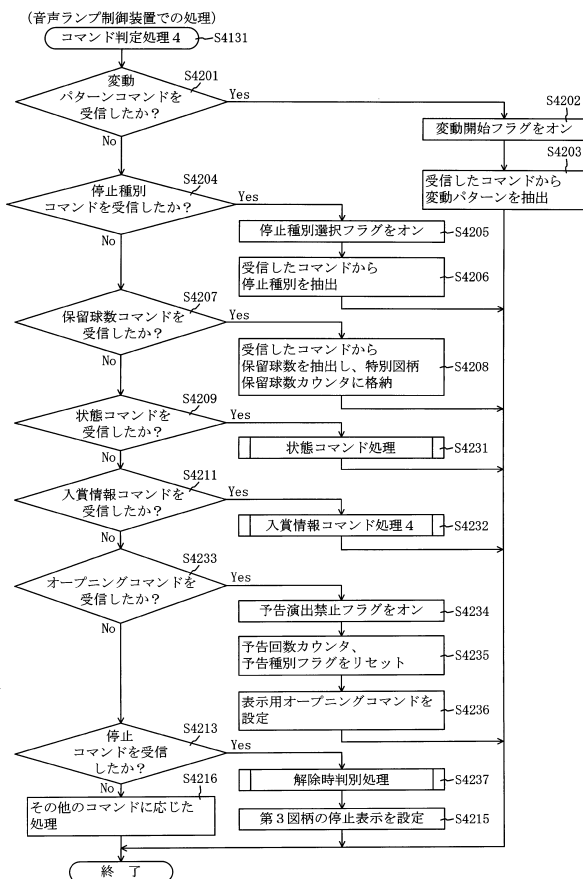 (音声ランプ制御装置での処理)
コマンド判定処理4
S4131
変動
パターンコマンドを
受信したか?
S4201
Yes
No
S4202
変動開始フラグをオン
S4203
受信したコマンドから
変動パターンを抽出
停止種別
コマンドを受信したか?
S4204
Yes
No
停止種別選択フラグをオン
S4205
受信したコマンドから
停止種別を抽出
S4206
保留球数コマンドを
受信したか?
S4207
Yes
No
受信したコマンドから
保留球数を抽出し、特別図柄
保留球数カウンタに格納
S4208
状態コマンドを
受信したか?
S4209
Yes
No
状態コマンド処理
S4231
入賞情報コマンドを
受信したか?
S4211
Yes
No
入賞情報コマンド処理4
S4232
オープニングコマンドを
受信したか?
S4233
Yes
No
予告演出禁止フラグをオン
S4234
予告回数カウンタ、
予告種別フラグをリセット
S4235
表示用オープニングコマンドを
設定
S4236
停止
コマンドを受信
したか?
S4213
Yes
No
解除時判別処理
S4237
S4216
その他のコマンドに応じた
処理
第3図柄の停止表示を設定
S4215
終 了